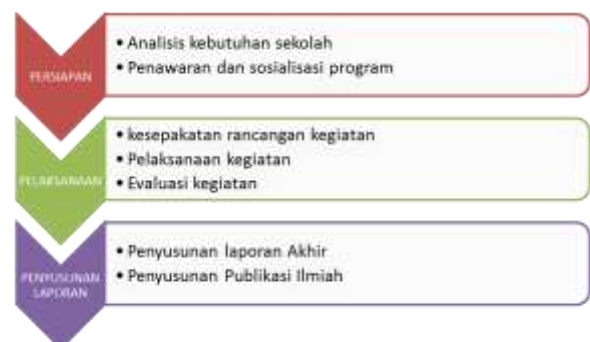 PERSIAPAN
• Analisis kebutuhan sekolah
• Penawaran dan sosialisasi program
PELAKSANAAN
• kesepakatan rancangan kegiatan
• Pelaksanaan kegiatan
• Evaluasi kegiatan
PENYUSUNAN
LAPORAN
• Penyusunan laporan Akhir
• Penyusunan Publikasi Ilmiah